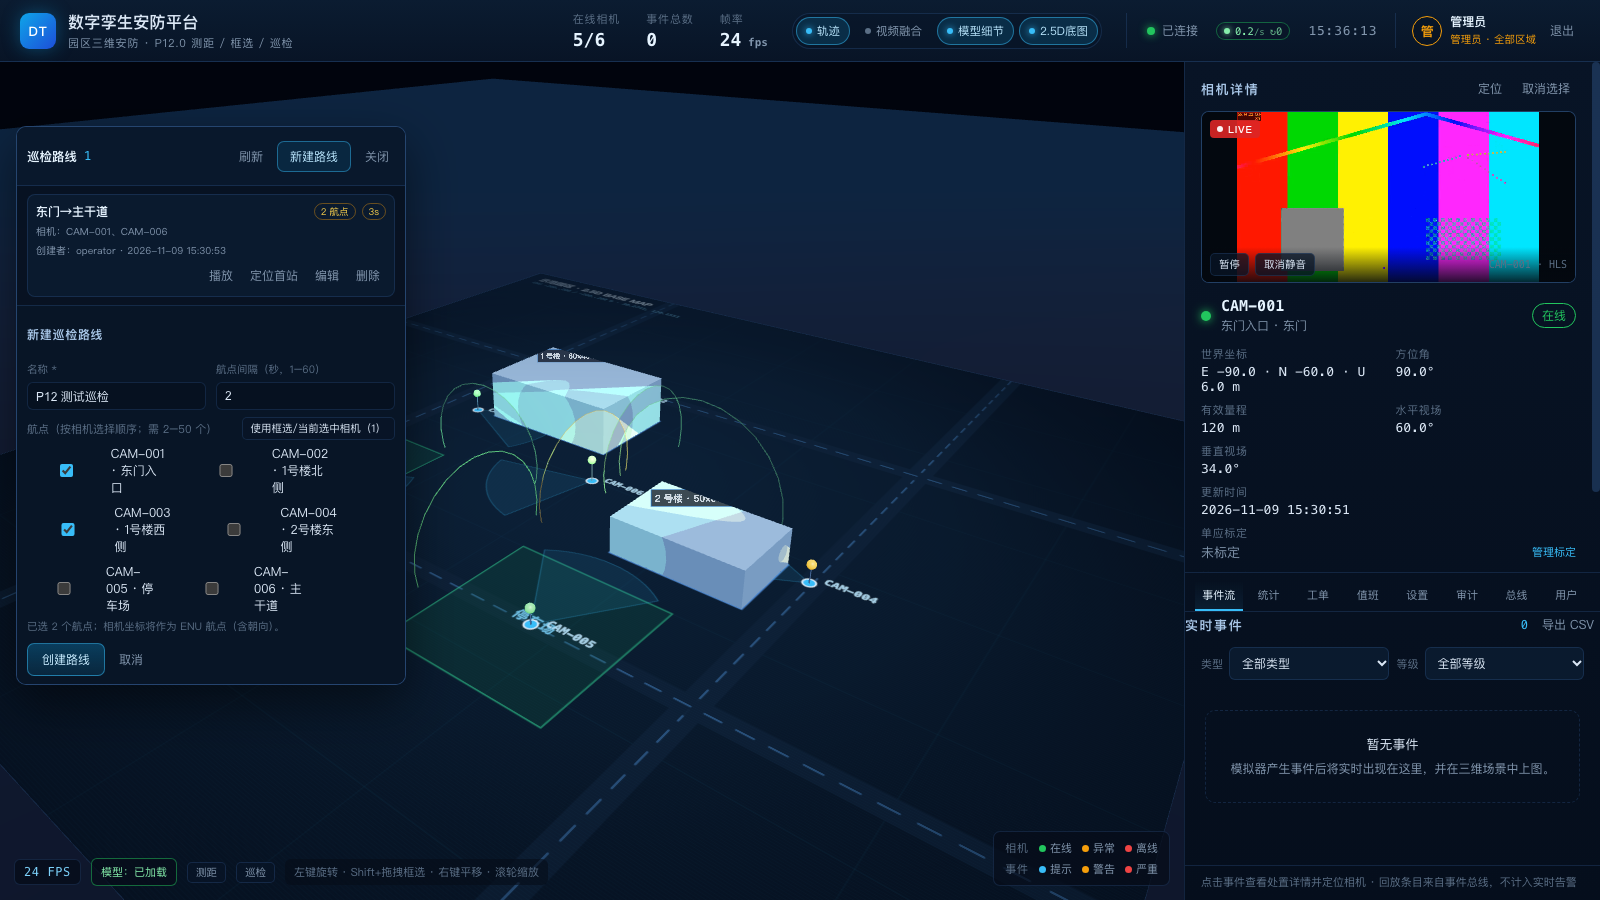 DT
数字孪生安防平台
园区三维安防 · P12.0 测距 / 框选 / 巡检
在线相机 事件总数 帧率
5/6 0 24 fps
轨迹 视频融合 模型细节 2.5D底图
已连接 0.2/s ↻0 15:36:13
管 管理员
管理员 · 全部区域
退出
巡检路线 1 刷新 新建路线 关闭
东门→主干道 2 航点 3s
相机：CAM-001、CAM-006
创建者：operator · 2026-11-09 15:30:53
播放 定位首站 编辑 删除
新建巡检路线
名称 * 航点间隔（秒，1—60）
P12 测试巡检 2
航点（按相机选择顺序；需 2—50 个） 使用框选/当前选中相机（1）
CAM-001 · 东门入口 CAM-002 · 1号楼北侧
CAM-003 · 1号楼西侧 CAM-004 · 2号楼东侧
CAM-005 · 停车场 CAM-006 · 主干道
已选 2 个航点；相机坐标将作为 ENU 航点（含朝向）。
创建路线 取消
2.5D BASE MAP
1 号楼 ·
2 号楼 ·
CAM-004
CAM-005
24 FPS 模型：已加载 测距 巡检 左键旋转 · Shift+拖拽框选 · 右键平移 · 滚轮缩放
相机 在线 异常 离线
事件 提示 警告 严重
相机详情 定位 取消选择
LIVE
暂停 取消静音 HLS
CAM-001
东门入口 · 东门
在线
世界坐标 方位角
E -90.0 · N -60.0 · U 6.0 m 90.0°
有效量程 水平视场
120 m 60.0°
垂直视场
34.0°
更新时间
2026-11-09 15:30:51
单应标定
未标定 管理标定
事件流 统计 工单 值班 设置 审计 总线 用户
实时事件 0 导出 CSV
类型 全部类型 等级 全部等级
暂无事件
模拟器产生事件后将实时出现在这里，并在三维场景中上图。
点击事件查看处置详情并定位相机 · 回放条目来自事件总线，不计入实时告警